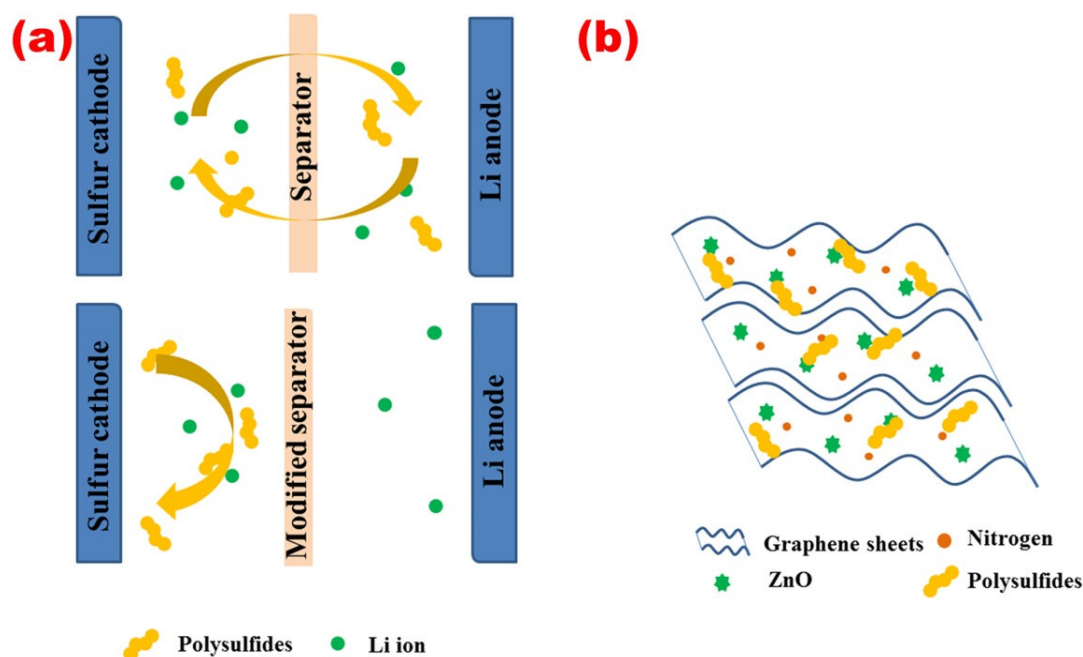 (a)
Sulfur cathode
Separator
Li anode
Sulfur cathode
Modified separator
Li anode
Polysulfides
Li ion
(b)
Graphene sheets
Nitrogen
ZnO
Polysulfides